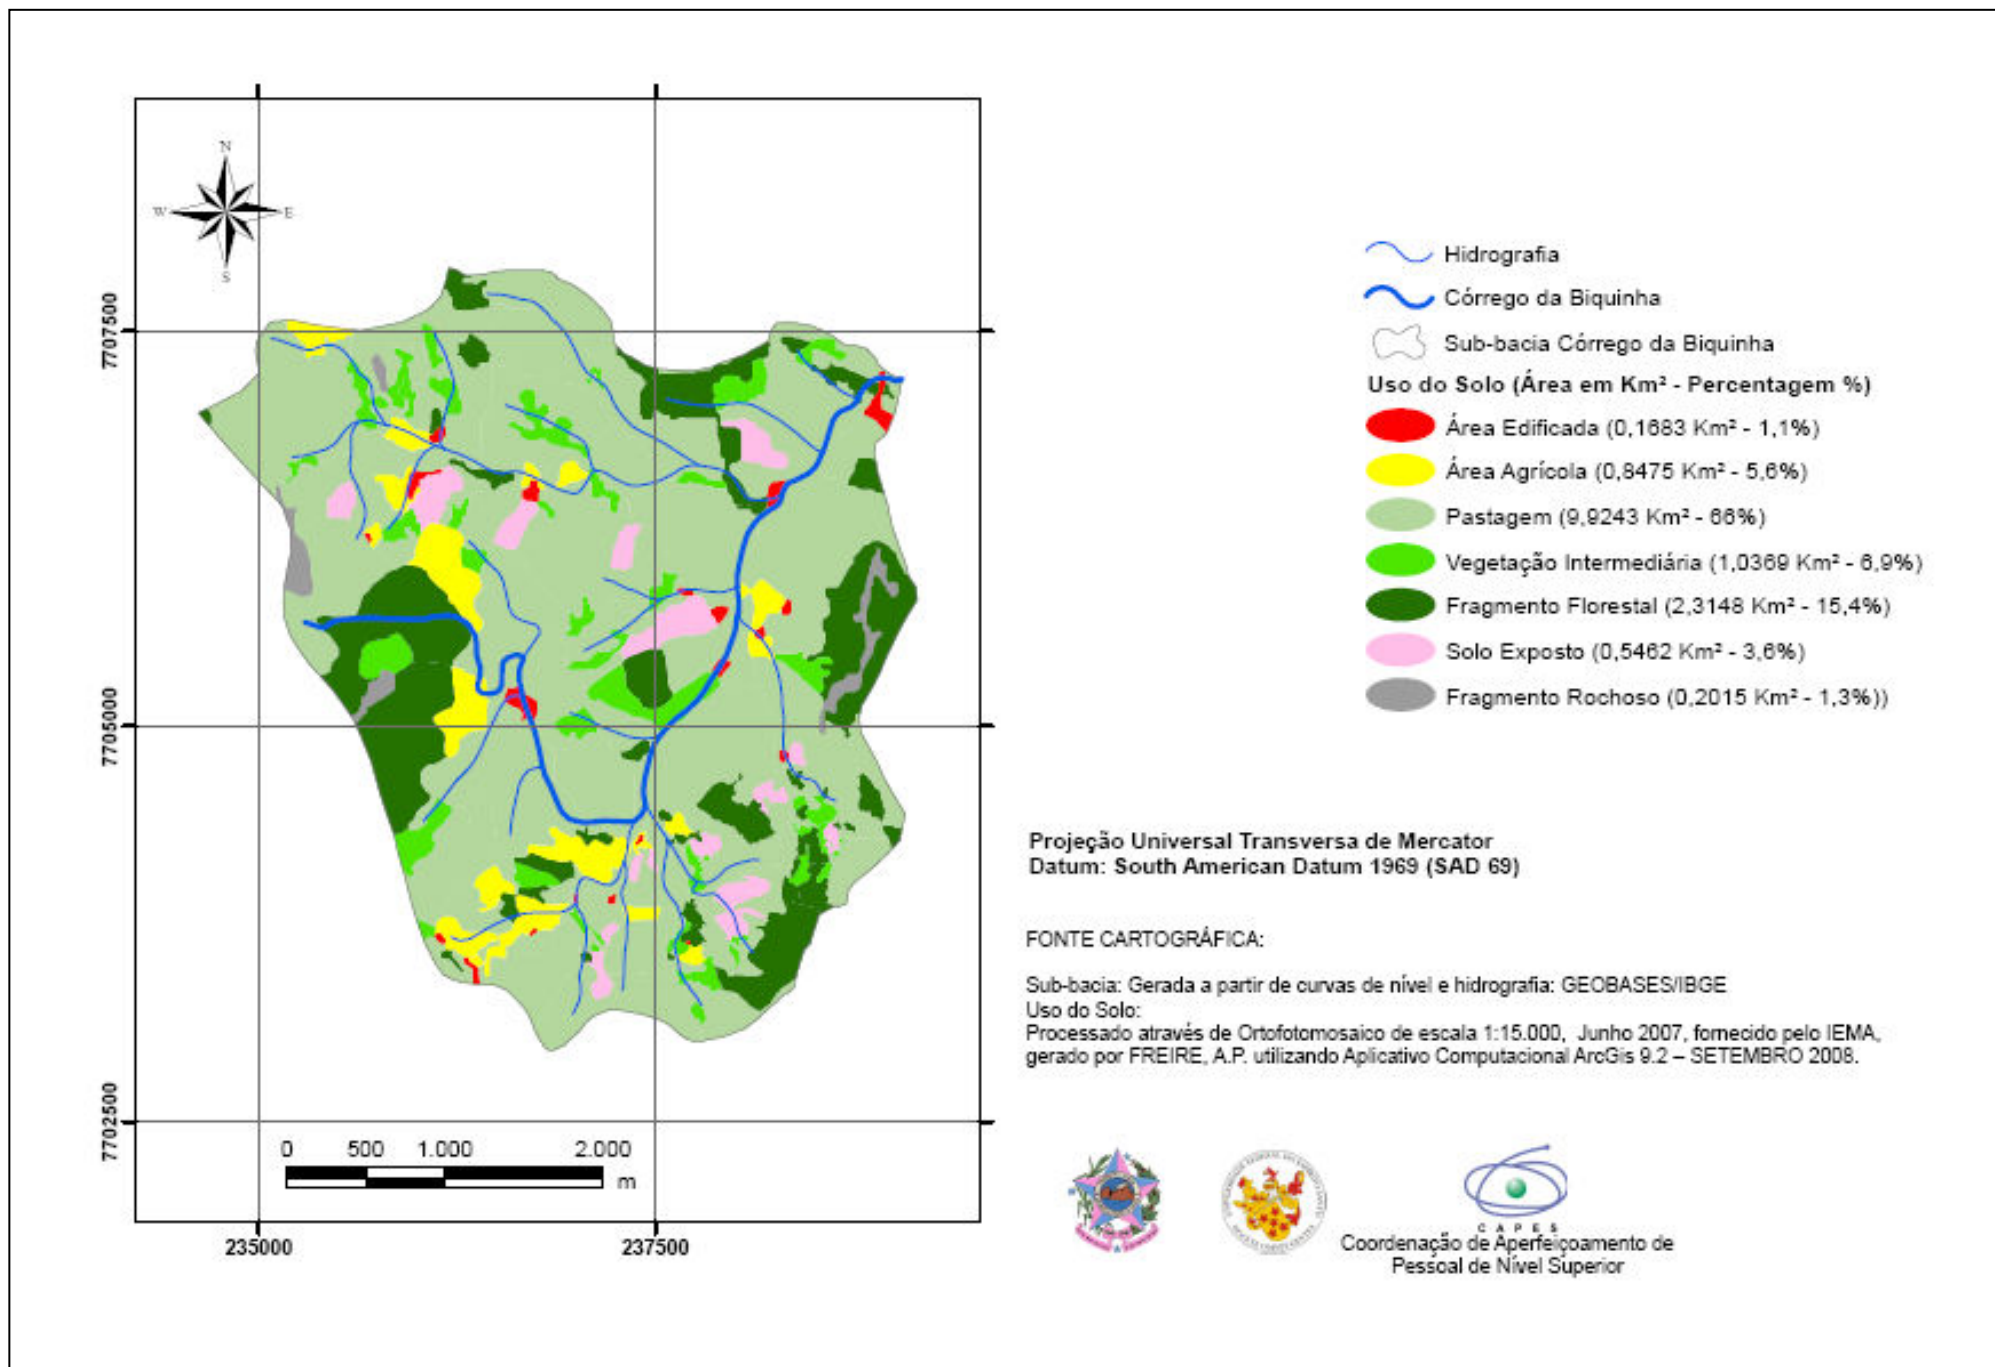 N
W
E
S
7707500
7705000
7702500
235000
237500
0 500 1.000 2.000
m
Hidrografia
Córrego da Biquinha
Sub-bacia Córrego da Biquinha
Uso do Solo (Área em Km² - Percentagem %)
Área Edificada (0,1683 Km² - 1,1%)
Área Agrícola (0,8475 Km² - 5,6%)
Pastagem (9,9243 Km² - 66%)
Vegetação Intermediária (1,0369 Km² - 6,9%)
Fragmento Florestal (2,3148 Km² - 15,4%)
Solo Exposto (0,5462 Km² - 3,6%)
Fragmento Rochoso (0,2015 Km² - 1,3%))
Projeção Universal Transversa de Mercator
Datum: South American Datum 1969 (SAD 69)
FONTE CARTOGRÁFICA:
Sub-bacia: Gerada a partir de curvas de nível e hidrografia: GEOBASES/IBGE
Uso do Solo:
Processado através de Ortofotomosaico de escala 1:15.000, Junho 2007, fornecido pelo IEMA,
gerado por FREIRE, A.P. utilizando Aplicativo Computacional ArcGis 9.2 – SETEMBRO 2008.
CAPES
Coordenação de Aperfeiçoamento de
Pessoal de Nível Superior